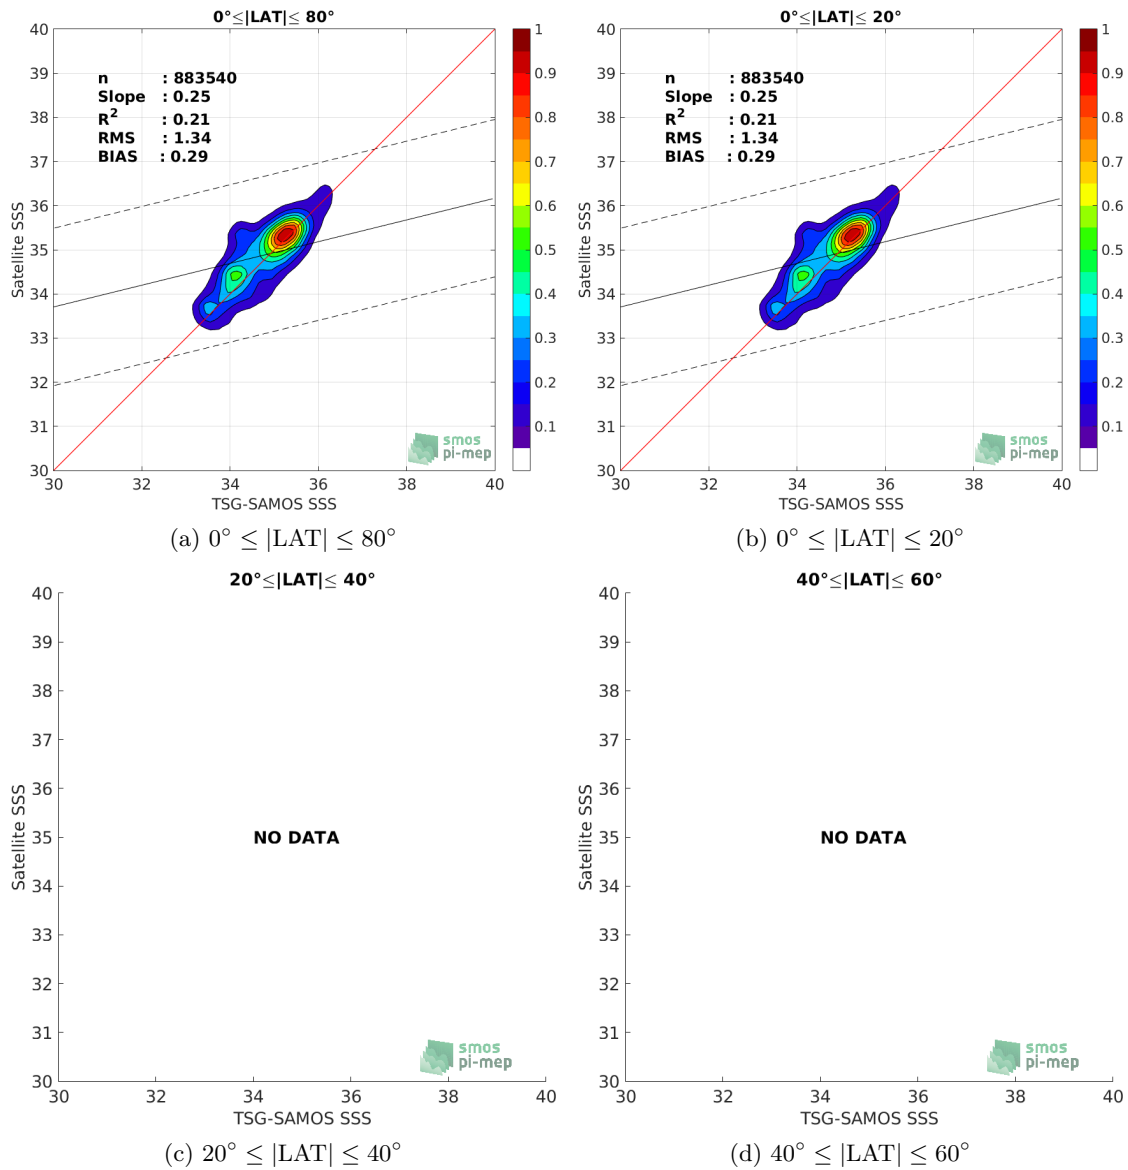 0°≤|LAT|≤ 80°
40
39
38
37
36
35
34
33
32
31
30
Satellite SSS
n : 883540
Slope : 0.25
R² : 0.21
RMS : 1.34
BIAS : 0.29
smos
pi-mep
30 32 34 36 38 40
TSG-SAMOS SSS
1
0.9
0.8
0.7
0.6
0.5
0.4
0.3
0.2
0.1
(a) 0° ≤ |LAT| ≤ 80°
0°≤|LAT|≤ 20°
40
39
38
37
36
35
34
33
32
31
30
Satellite SSS
n : 883540
Slope : 0.25
R² : 0.21
RMS : 1.34
BIAS : 0.29
smos
pi-mep
30 32 34 36 38 40
TSG-SAMOS SSS
1
0.9
0.8
0.7
0.6
0.5
0.4
0.3
0.2
0.1
(b) 0° ≤ |LAT| ≤ 20°
20°≤|LAT|≤ 40°
40
39
38
37
36
35
34
33
32
31
30
Satellite SSS
NO DATA
smos
pi-mep
30 32 34 36 38 40
TSG-SAMOS SSS
(c) 20° ≤ |LAT| ≤ 40°
40°≤|LAT|≤ 60°
40
39
38
37
36
35
34
33
32
31
30
Satellite SSS
NO DATA
smos
pi-mep
30 32 34 36 38 40
TSG-SAMOS SSS
(d) 40° ≤ |LAT| ≤ 60°